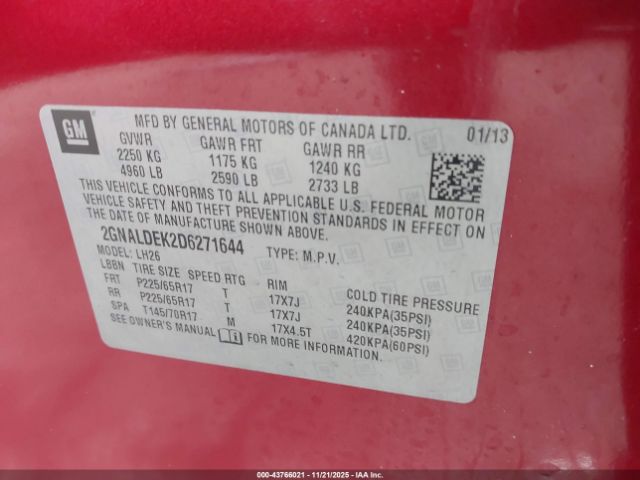 GM
MFD BY GENERAL MOTORS OF CANADA LTD. 01/13
GVWR GAWR FRT GAWR RR
2250 KG 1175 KG 1240 KG
4960 LB 2590 LB 2733 LB
THIS VEHICLE CONFORMS TO ALL APPLICABLE U.S. FEDERAL MOTOR
VEHICLE SAFETY AND THEFT PREVENTION STANDARDS IN EFFECT ON
THE DATE OF MANUFACTURE SHOWN ABOVE.
2GNALDEK2D6271644 TYPE: M.P.V.
MODEL: LH26
LBBN TIRE SIZE SPEED RTG RIM COLD TIRE PRESSURE
FRT P225/65R17 T 17X7J 240KPA(35PSI)
RR P225/65R17 T 17X7J 240KPA(35PSI)
SPA T145/70R17 M 17X4.5T 420KPA(60PSI)
SEE OWNER'S MANUAL FOR MORE INFORMATION.
000-43766021 - 11/21/2025 - IAA Inc.